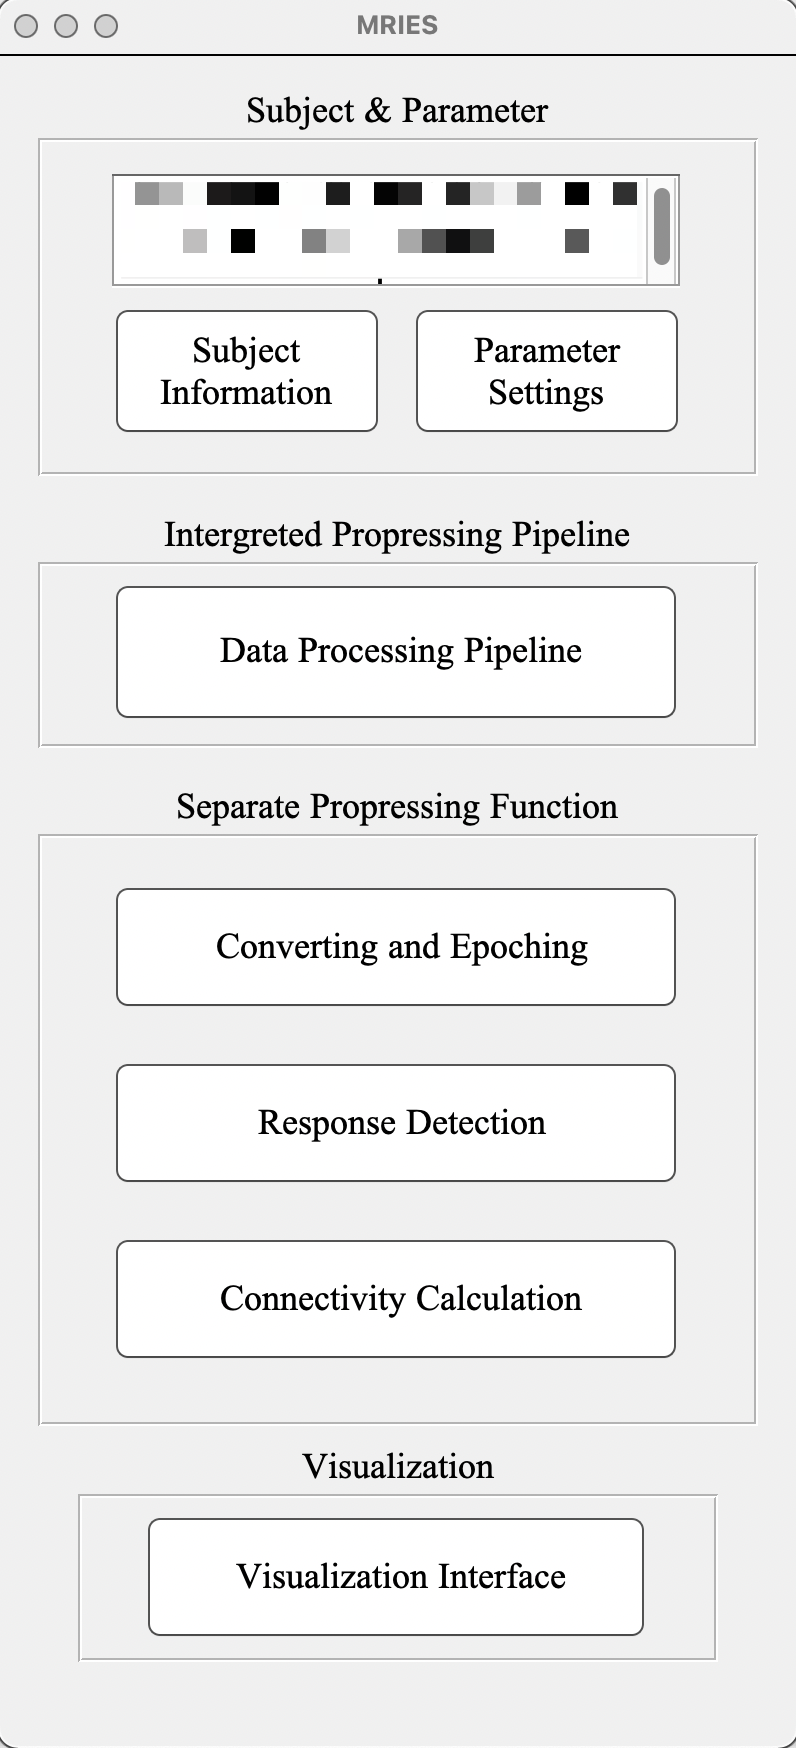 MRIES
Subject & Parameter
Subject
Information
Parameter
Settings
Intergreted Propressing Pipeline
Data Processing Pipeline
Separate Propressing Function
Converting and Epoching
Response Detection
Connectivity Calculation
Visualization
Visualization Interface